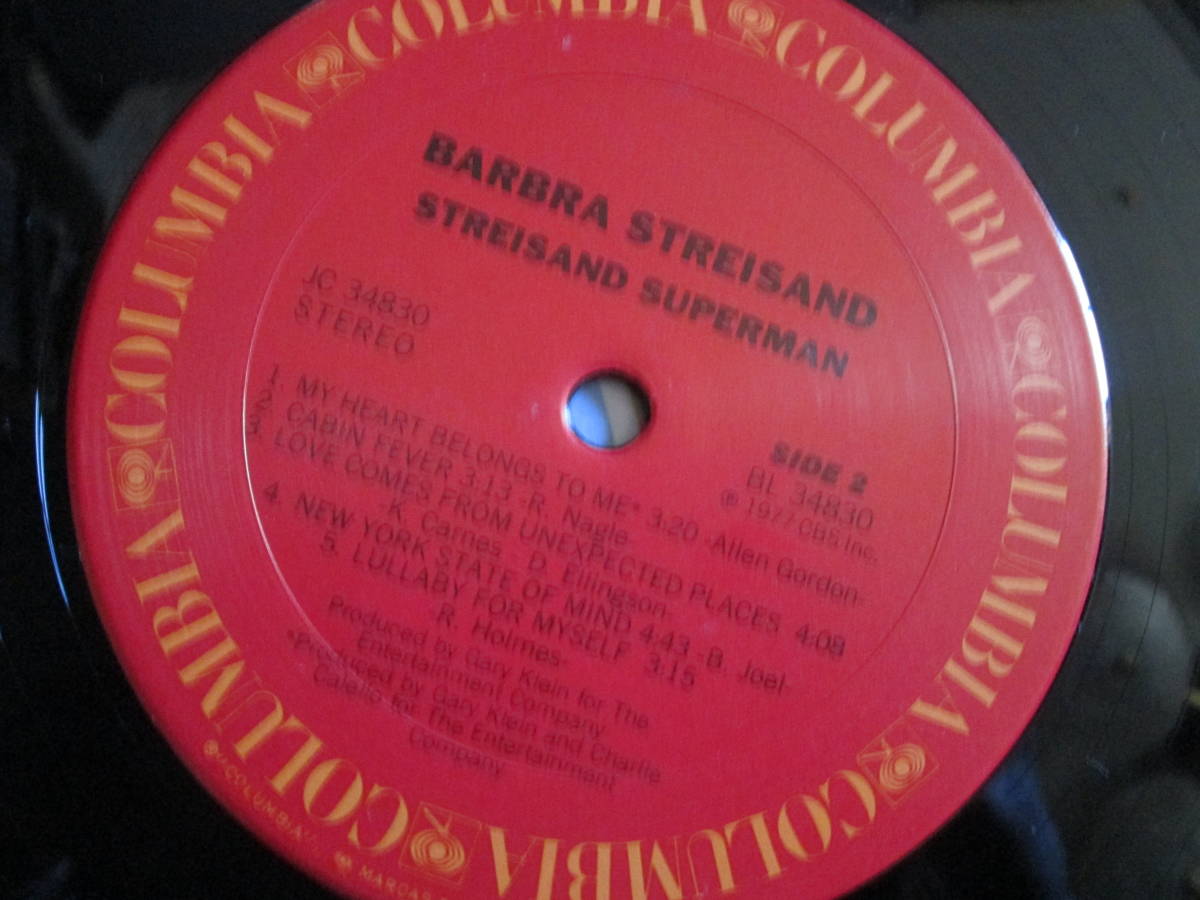 COLUMBIA COLUMBIA COLUMBIA COLUMBIA COLUMBIA COLUMBIA COLUMBIA COLUMBIA COLUMBIA
BARBRA STREISAND
STREISAND SUPERMAN
JC 34830
STEREO
SIDE 2
BL 34830
℗ 1977 CBS Inc.
1. MY HEART BELONGS TO ME* 3:20 -Allen Gordon-
2. CABIN FEVER 3:13 -R. Nagle-
3. LOVE COMES FROM UNEXPECTED PLACES 4:08
-K. Carnes - D. Ellingson-
4. NEW YORK STATE OF MIND 4:43 -B. Joel-
5. LULLABY FOR MYSELF 3:15
-R. Holmes-
Produced by Gary Klein for The
Entertainment Company
*Produced by Gary Klein and Charlie
Calello for The Entertainment
Company
® "COLUMBIA"